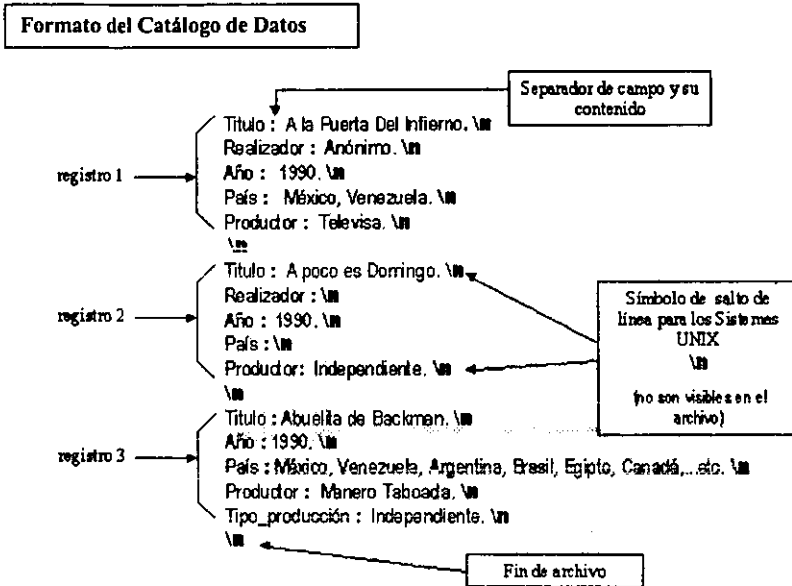 Formato del Catálogo de Datos
Separador de campo y su
contenido
registro 1
Titulo : A la Puerta Del Infierno. \n
Realizador : Anónimo. \n
Año : 1990. \n
País : México, Venezuela. \n
Productor : Televisa. \n
\n
registro 2
Titulo : A poco es Domingo. \n
Realizador : \n
Año : 1990. \n
País : \n
Productor: Independiente. \n
\n
Símbolo de salto de
línea para los Sistemas
UNIX
\n
(no son visibles en el
archivo)
registro 3
Titulo : Abuelita de Backman. \n
Año : 1990. \n
País : México, Venezuela, Argentina, Brasil, Egipto, Canadá,...etc. \n
Productor : Manero Taboada. \n
Tipo_producción : Independiente. \n
\n
Fin de archivo